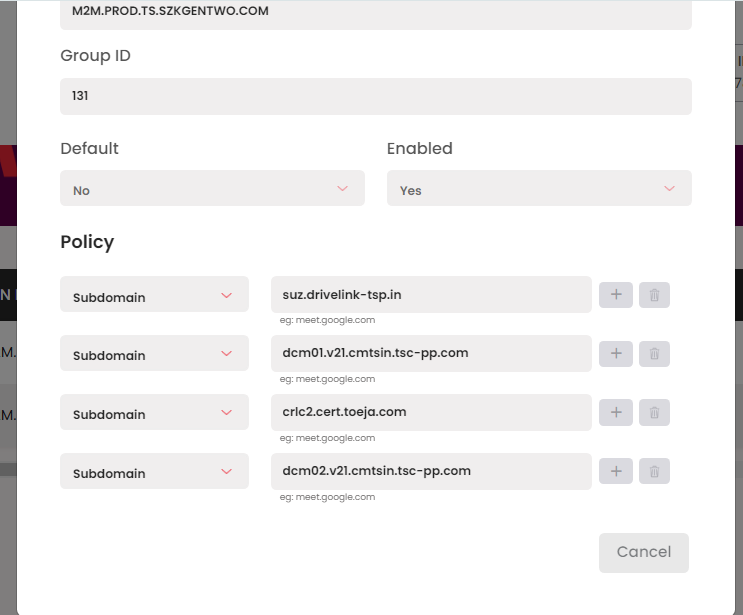 M2M.PROD.TS.SZKGENTWO.COM
Group ID
131
Default Enabled
No Yes
Policy
Subdomain suz.drivelink-tsp.in
eg: meet.google.com
Subdomain dcm01.v21.cmtsin.tsc-pp.com
eg: meet.google.com
Subdomain crlc2.cert.toeja.com
eg: meet.google.com
Subdomain dcm02.v21.cmtsin.tsc-pp.com
eg: meet.google.com
Cancel